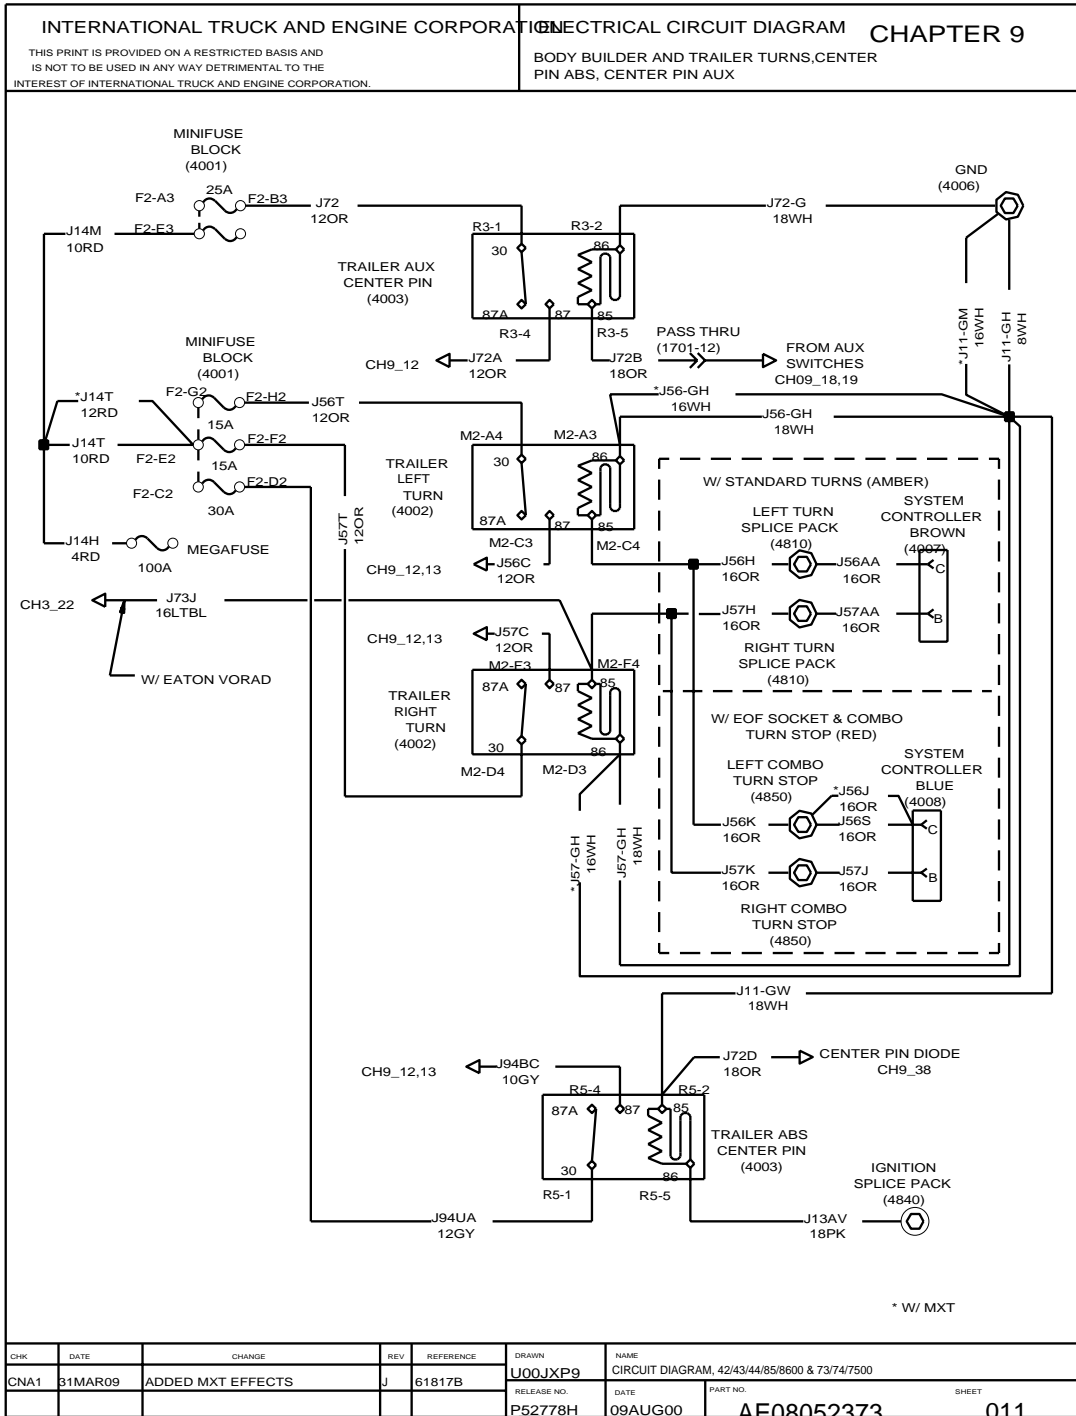 INTERNATIONAL TRUCK AND ENGINE CORPORATION
ELECTRICAL CIRCUIT DIAGRAM
CHAPTER 9
THIS PRINT IS PROVIDED ON A RESTRICTED BASIS AND
IS NOT TO BE USED IN ANY WAY DETRIMENTAL TO THE
INTEREST OF INTERNATIONAL TRUCK AND ENGINE CORPORATION.
BODY BUILDER AND TRAILER TURNS,CENTER
PIN ABS, CENTER PIN AUX
MINIFUSE
BLOCK
(4001)
25A
F2-A3
F2-B3
J72
12OR
J14M
10RD
F2-E3
GND
(4006)
J72-G
18WH
R3-1
R3-2
30
86
TRAILER AUX
CENTER PIN
(4003)
87A
87
85
R3-4
R3-5
CH9_12
J72A
12OR
J72B
18OR
PASS THRU
(1701-12)
FROM AUX
SWITCHES
CH09_18,19
*J11-GM
16WH
J11-GH
8WH
MINIFUSE
BLOCK
(4001)
F2-G2
F2-H2
*J14T
12RD
15A
J56T
12OR
F2-F2
J14T
10RD
F2-E2
15A
F2-C2
F2-D2
30A
J14H
4RD
MEGAFUSE
100A
J57T
12OR
*J56-GH
16WH
J56-GH
18WH
M2-A4
M2-A3
30
86
TRAILER
LEFT
TURN
(4002)
87A
87
85
M2-C3
M2-C4
CH9_12,13
J56C
12OR
W/ STANDARD TURNS (AMBER)
LEFT TURN
SPLICE PACK
(4810)
SYSTEM
CONTROLLER
BROWN
(4007)
J56H
16OR
J56AA
16OR
C
J57H
16OR
J57AA
16OR
B
RIGHT TURN
SPLICE PACK
(4810)
CH3_22
J73J
16LTBL
W/ EATON VORAD
CH9_12,13
J57C
12OR
M2-F3
M2-F4
87A
87
85
TRAILER
RIGHT
TURN
(4002)
30
86
M2-D4
M2-D3
*J57-GH
16WH
J57-GH
18WH
W/ EOF SOCKET & COMBO
TURN STOP (RED)
LEFT COMBO
TURN STOP
(4850)
SYSTEM
CONTROLLER
BLUE
(4008)
*J56J
16OR
J56K
16OR
J56S
16OR
C
J57K
16OR
J57J
16OR
B
RIGHT COMBO
TURN STOP
(4850)
J11-GW
18WH
CH9_12,13
J94BC
10GY
J72D
18OR
CENTER PIN DIODE
CH9_38
R5-4
R5-2
87A
87
85
TRAILER ABS
CENTER PIN
(4003)
30
86
R5-1
R5-5
IGNITION
SPLICE PACK
(4840)
J94UA
12GY
J13AV
18PK
* W/ MXT
CHK DATE CHANGE REV REFERENCE DRAWN NAME
CNA1 31MAR09 ADDED MXT EFFECTS J 61817B U00JXP9 CIRCUIT DIAGRAM, 42/43/44/85/8600 & 73/74/7500
RELEASE NO. DATE PART NO. SHEET
P52778H 09AUG00 AE08052373 011